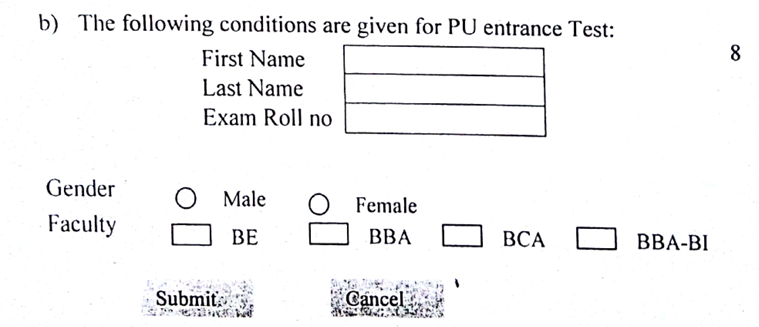 b) The following conditions are given for PU entrance Test:
8
First Name
Last Name
Exam Roll no
Gender Male Female
Faculty BE BBA BCA BBA-BI
Submit Cancel